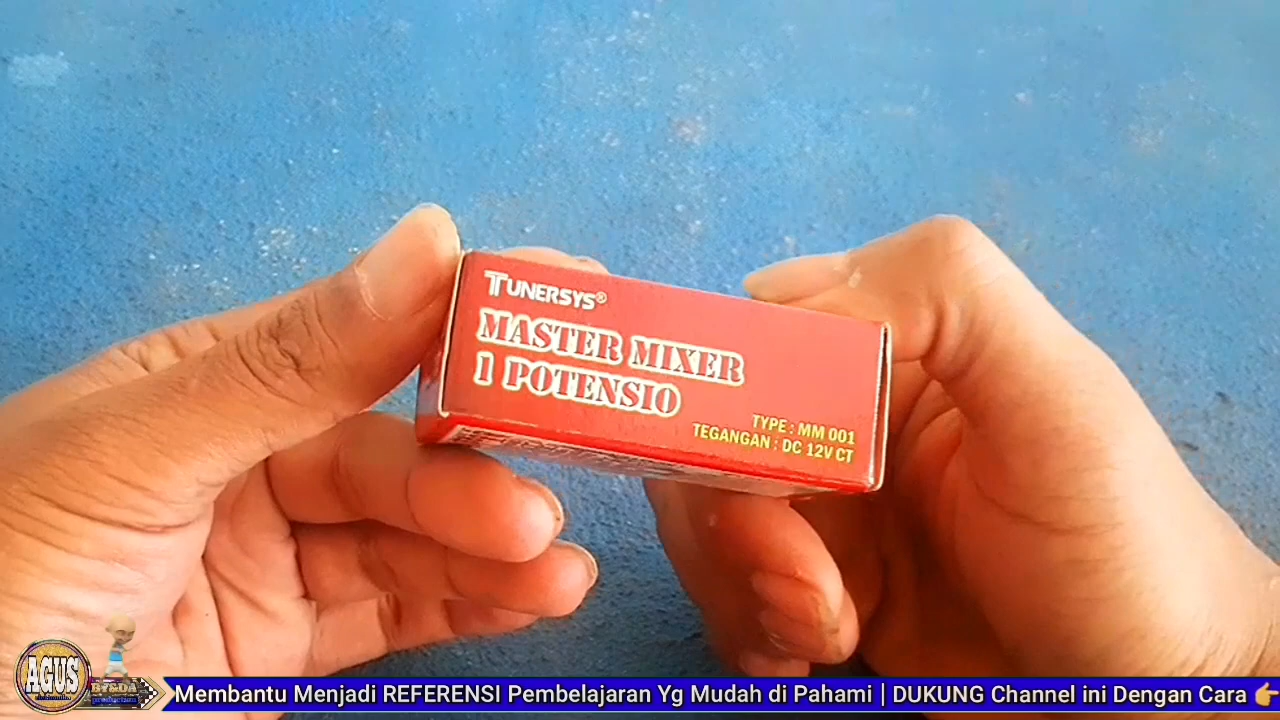 TUNERSYS®
MASTER MIXER
1 POTENSIO
TYPE : MM 001
TEGANGAN : DC 12V CT
AGUS
Membantu Menjadi REFERENSI Pembelajaran Yg Mudah di Pahami | DUKUNG Channel ini Dengan Cara 👉